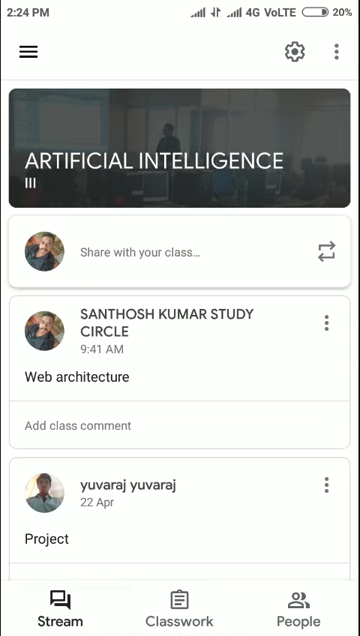 2:24 PM 4G VoLTE 20%
ARTIFICIAL INTELLIGENCE
III
Share with your class...
SANTHOSH KUMAR STUDY
CIRCLE
9:41 AM
Web architecture
Add class comment
yuvaraj yuvaraj
22 Apr
Project
Stream Classwork People